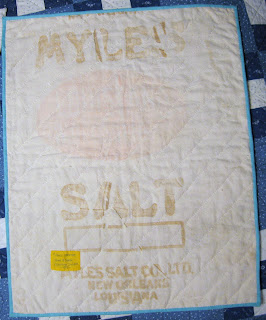 MYLES
SALT
MYLES SALT CO. LTD.
NEW ORLEANS
LOUISIANA